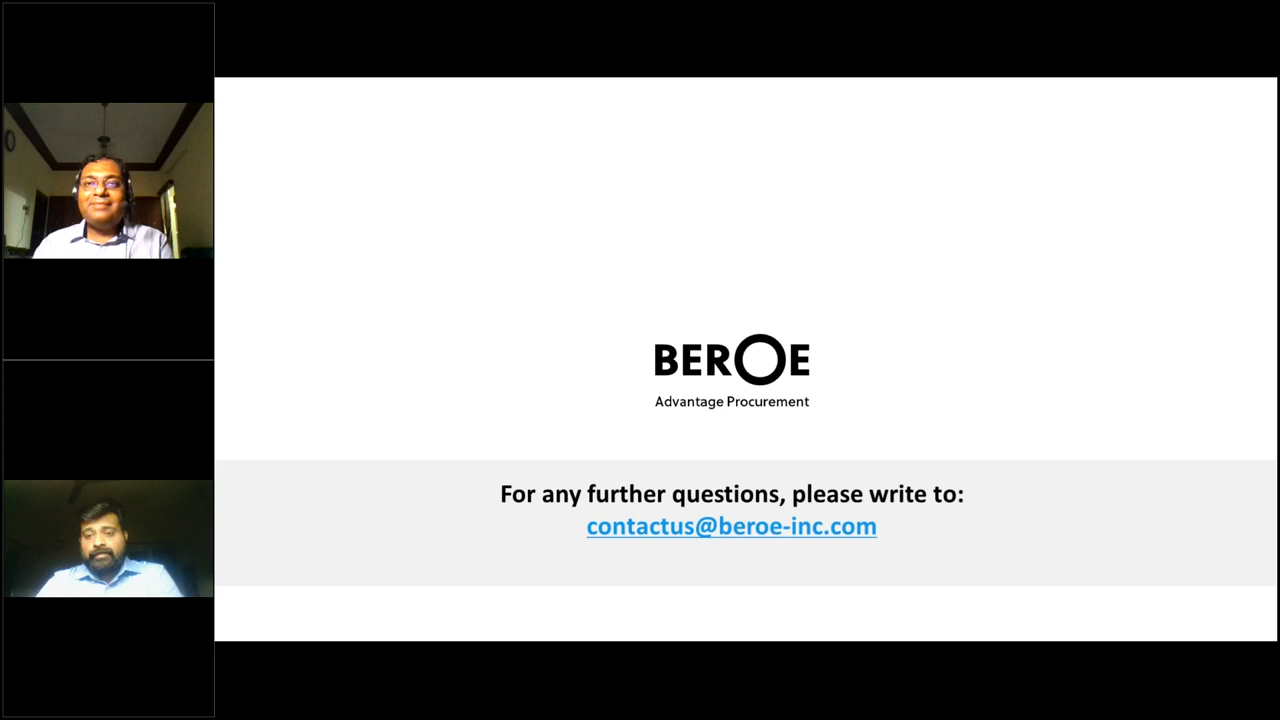 BEROE
Advantage Procurement
For any further questions, please write to:
contactus@beroe-inc.com